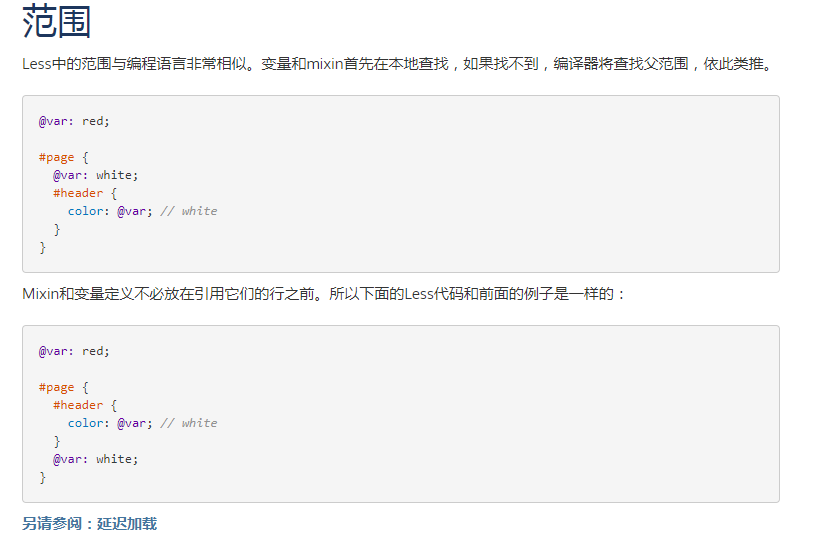 范围
Less中的范围与编程语言非常相似。变量和mixin首先在本地查找，如果找不到，编译器将查找父范围，依此类推。
@var: red;
#page {
  @var: white;
  #header {
    color: @var; // white
  }
}
Mixin和变量定义不必放在引用它们的行之前。所以下面的Less代码和前面的例子是一样的：
@var: red;
#page {
  #header {
    color: @var; // white
  }
  @var: white;
}
另请参阅：延迟加载